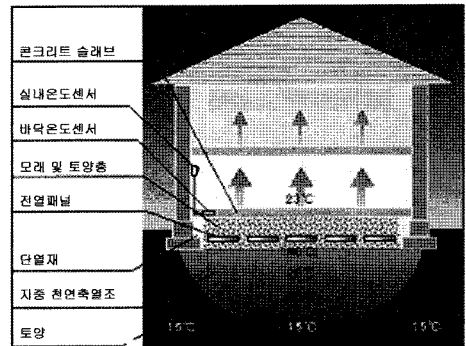 콘크리트 슬래브
실내온도센서
바닥온도센서
모래 및 토양층
전열패널
단열재
지중 천연축열조
토양
23℃
15℃
15℃
15℃